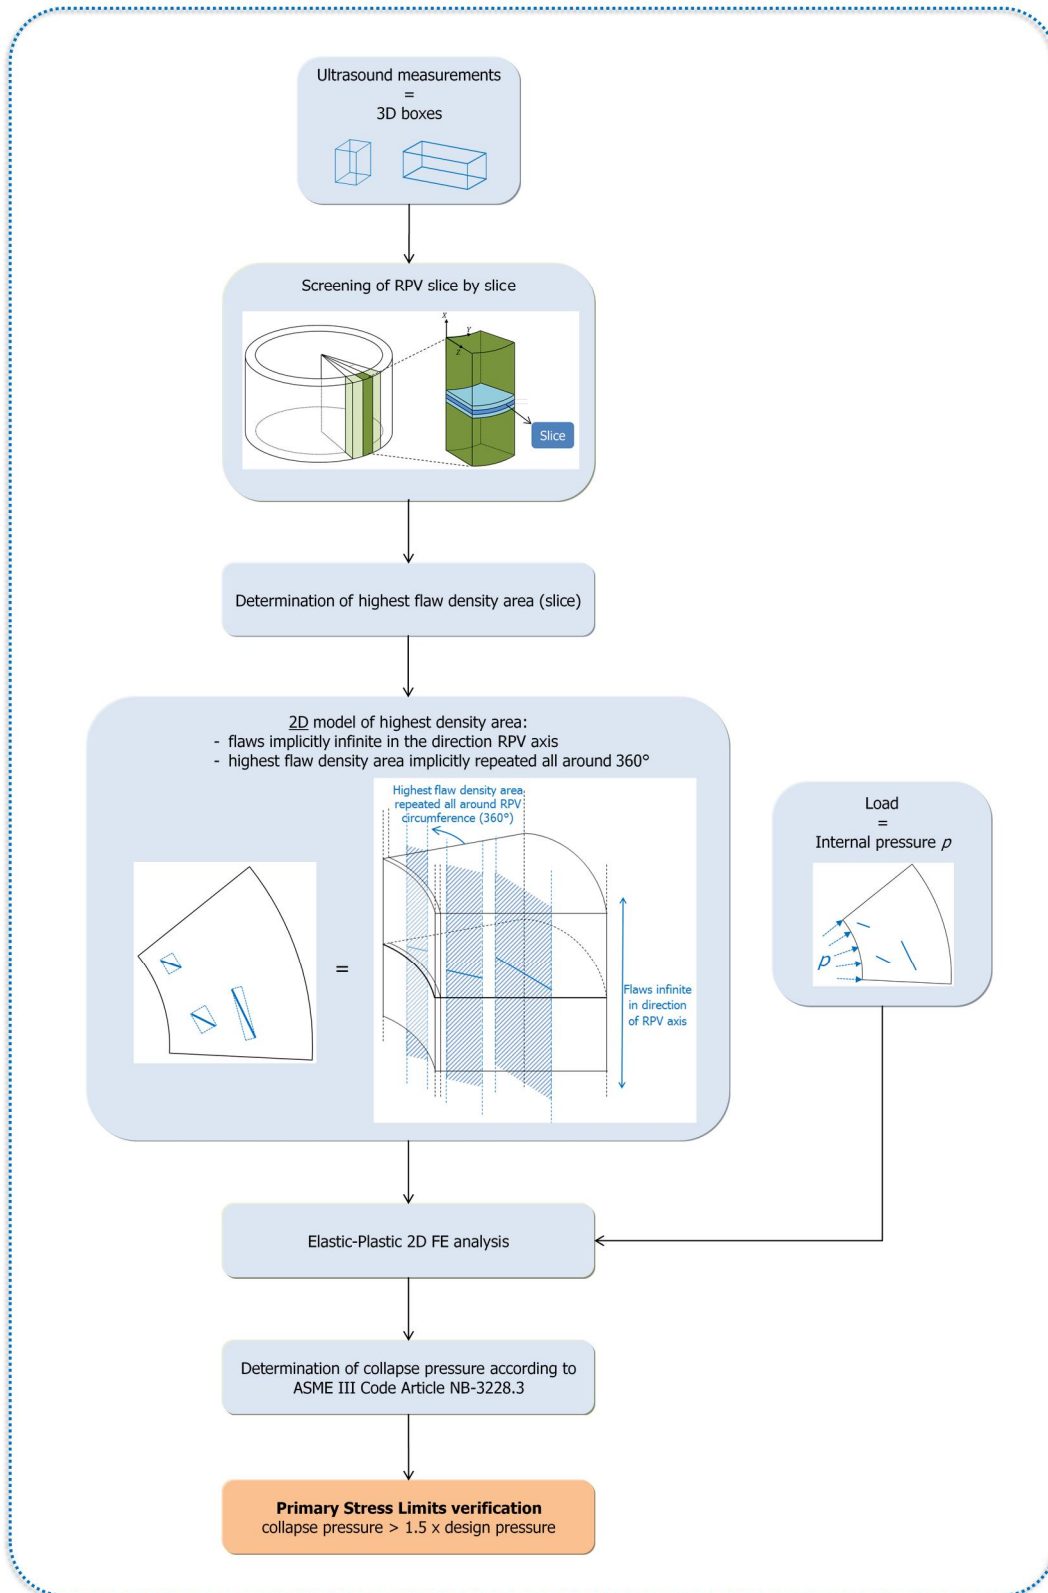 Ultrasound measurements
=
3D boxes
Screening of RPV slice by slice
X
Y
Z
Slice
Determination of highest flaw density area (slice)
2D model of highest density area:
- flaws implicitly infinite in the direction RPV axis
- highest flaw density area implicitly repeated all around 360°
Highest flaw density area
repeated all around RPV
circumference (360°)
=
Flaws infinite
in direction
of RPV axis
Load
=
Internal pressure p
p
Elastic-Plastic 2D FE analysis
Determination of collapse pressure according to
ASME III Code Article NB-3228.3
Primary Stress Limits verification
collapse pressure > 1.5 x design pressure